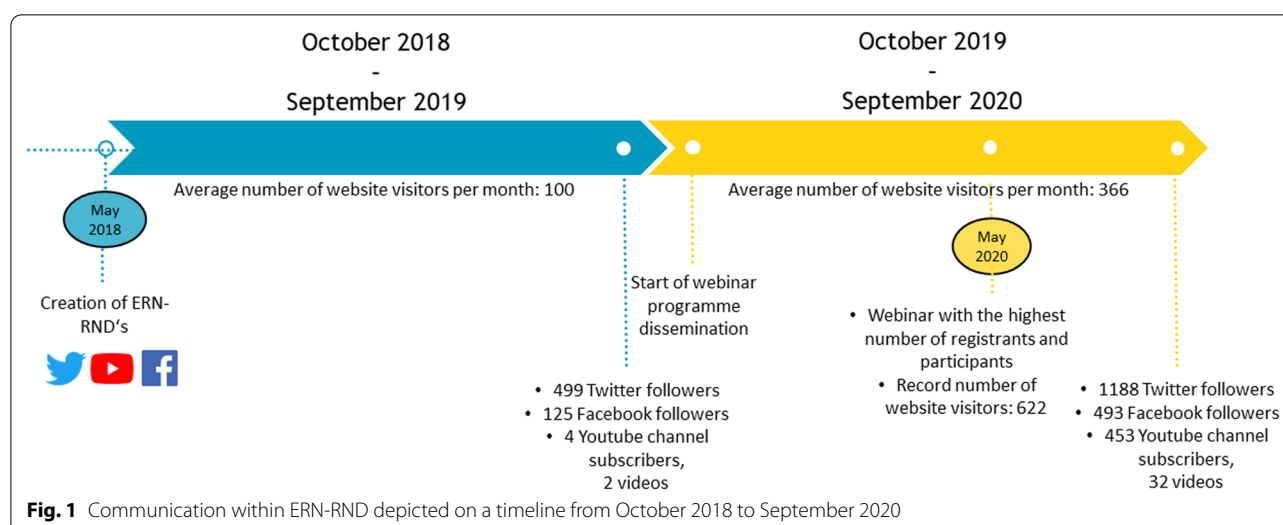 October 2018
-
September 2019
October 2019
-
September 2020
Average number of website visitors per month: 100
Average number of website visitors per month: 366
May
2018
May
2020
Creation of ERN-
RND‘s
Start of webinar
programme
dissemination
• Webinar with the highest
number of registrants and
participants
• Record number of
website visitors: 622
• 499 Twitter followers
• 125 Facebook followers
• 4 Youtube channel
subscribers,
2 videos
• 1188 Twitter followers
• 493 Facebook followers
• 453 Youtube channel
subscribers,
32 videos
Fig. 1 Communication within ERN-RND depicted on a timeline from October 2018 to September 2020